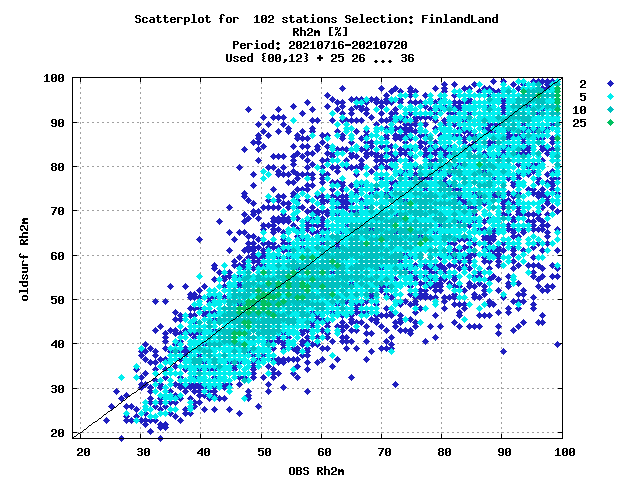 Scatterplot for  102 stations Selection: FinlandLand
Rh2m [%]
Period: 20210716-20210720
Used {00,12} + 25 26 ... 36
100
90
80
70
60
50
40
30
20
oldsurf Rh2m
2
5
10
25
20 30 40 50 60 70 80 90 100
OBS Rh2m